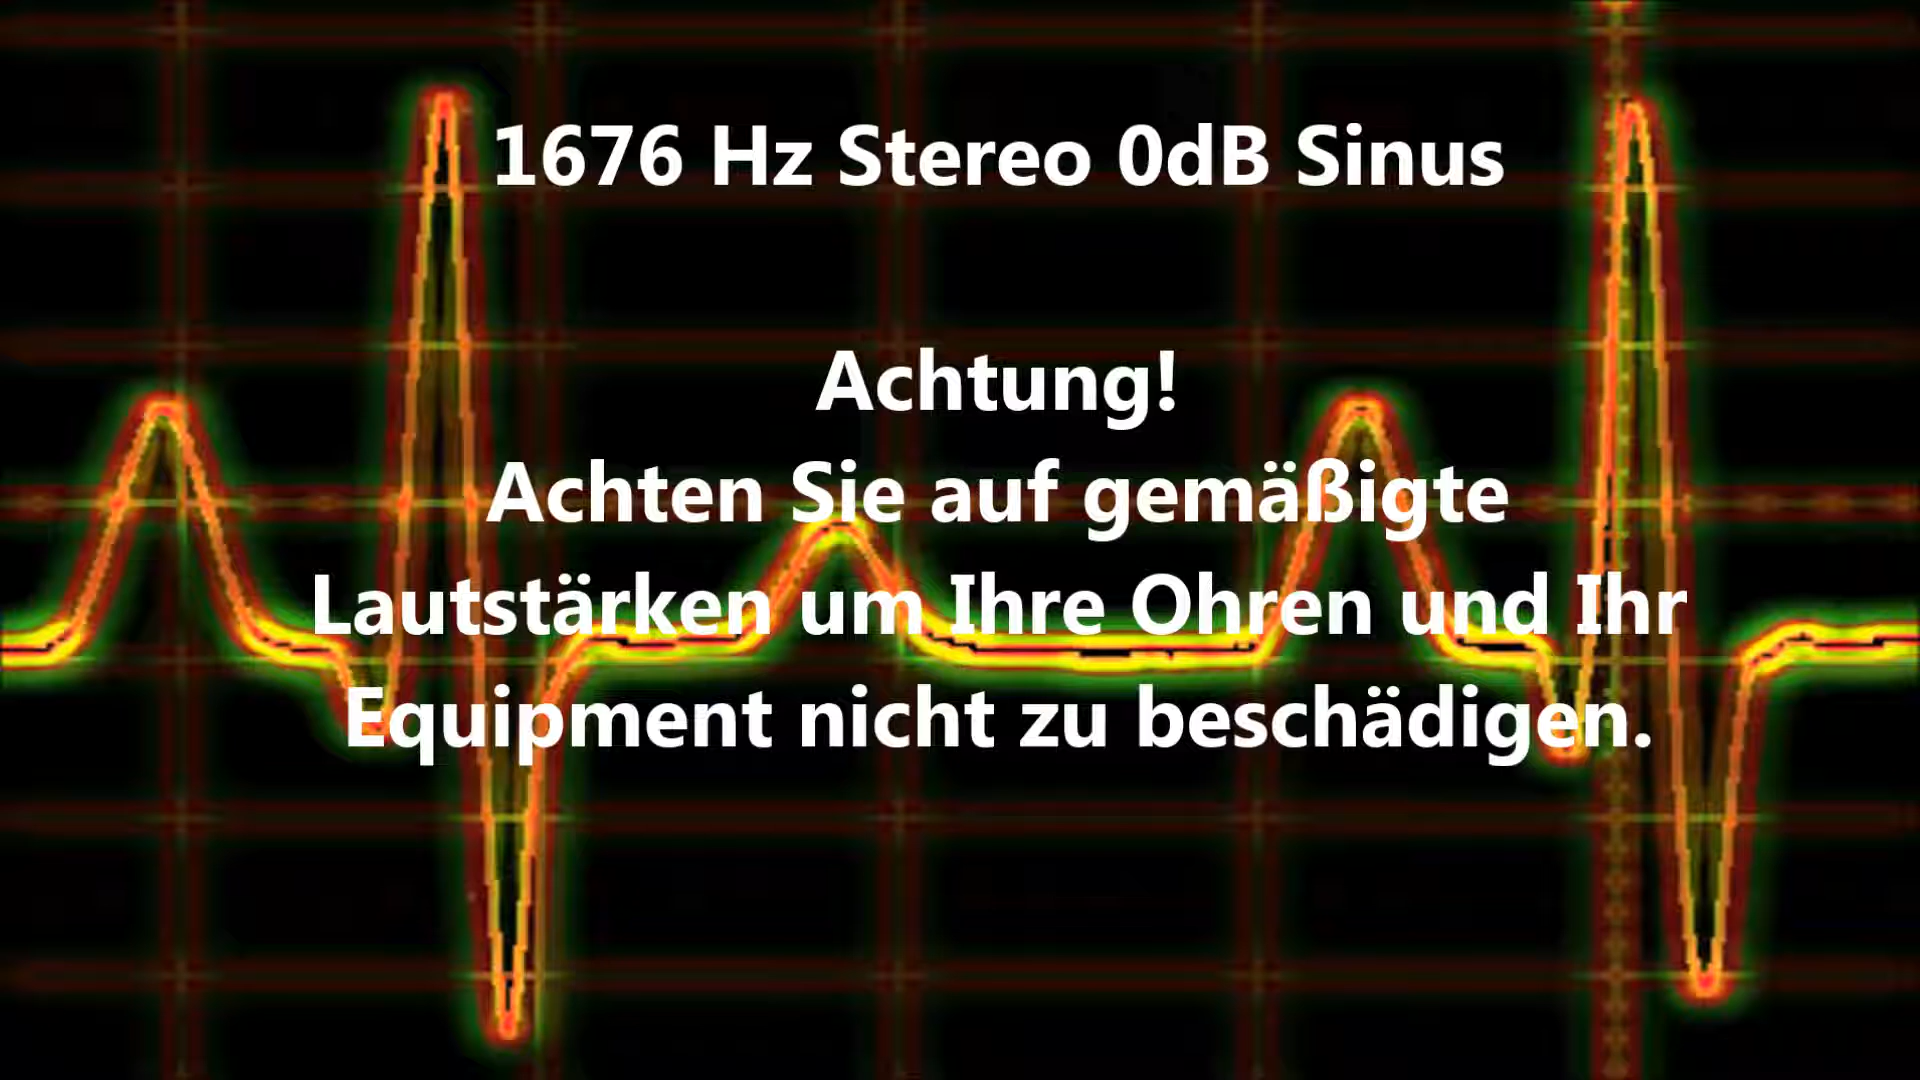 1676 Hz Stereo 0dB Sinus
Achtung!
Achten Sie auf gemäßigte
Lautstärken um Ihre Ohren und Ihr
Equipment nicht zu beschädigen.